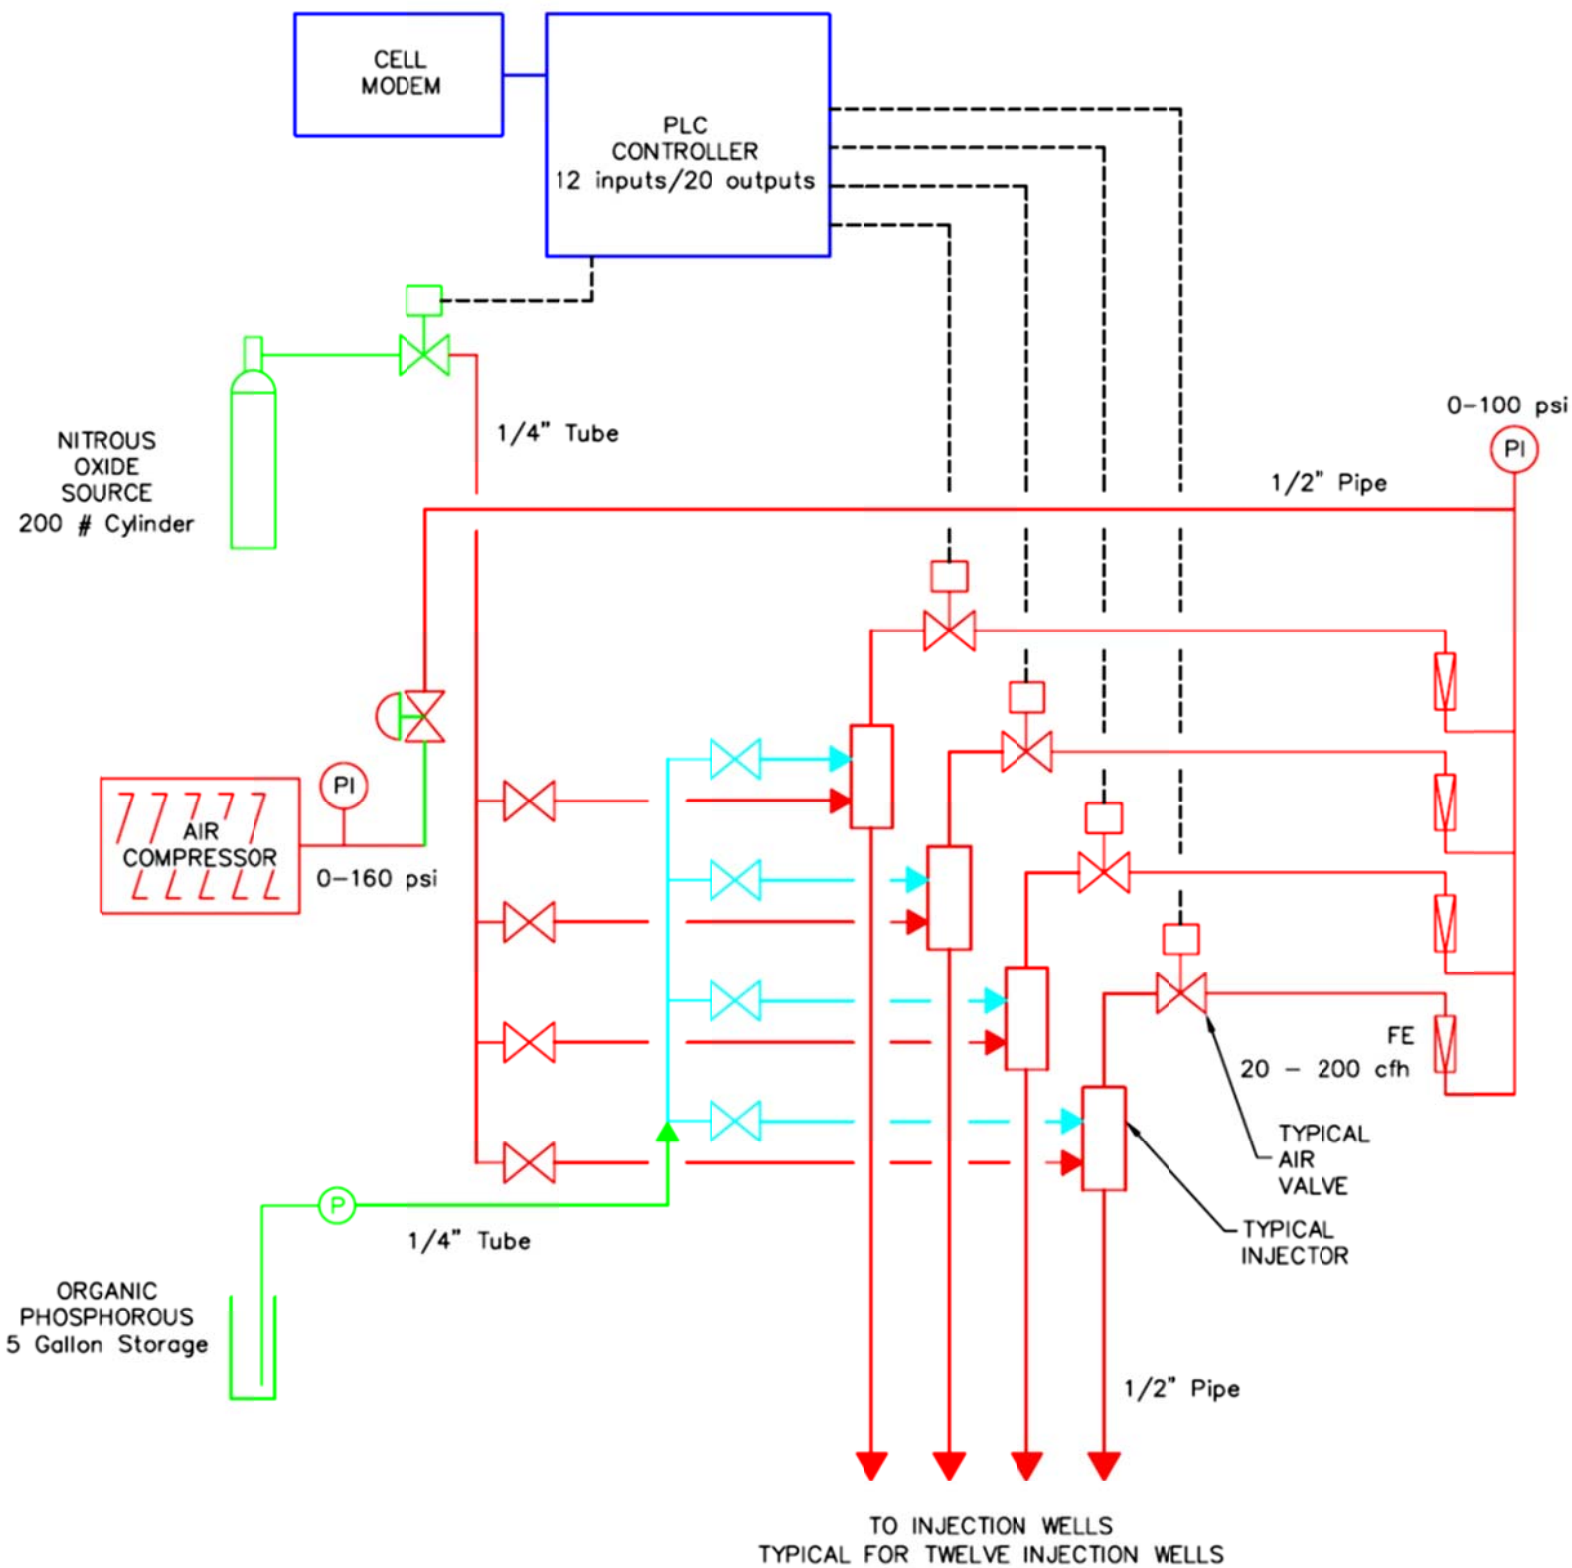 CELL
MODEM
PLC
CONTROLLER
12 inputs/20 outputs
0-100 psi
PI
1/4" Tube
NITROUS
OXIDE
SOURCE
200 # Cylinder
1/2" Pipe
PI
AIR
COMPRESSOR
0-160 psi
FE
20 - 200 cfh
TYPICAL
AIR
VALVE
P
1/4" Tube
TYPICAL
INJECTOR
ORGANIC
PHOSPHOROUS
5 Gallon Storage
1/2" Pipe
TO INJECTION WELLS
TYPICAL FOR TWELVE INJECTION WELLS